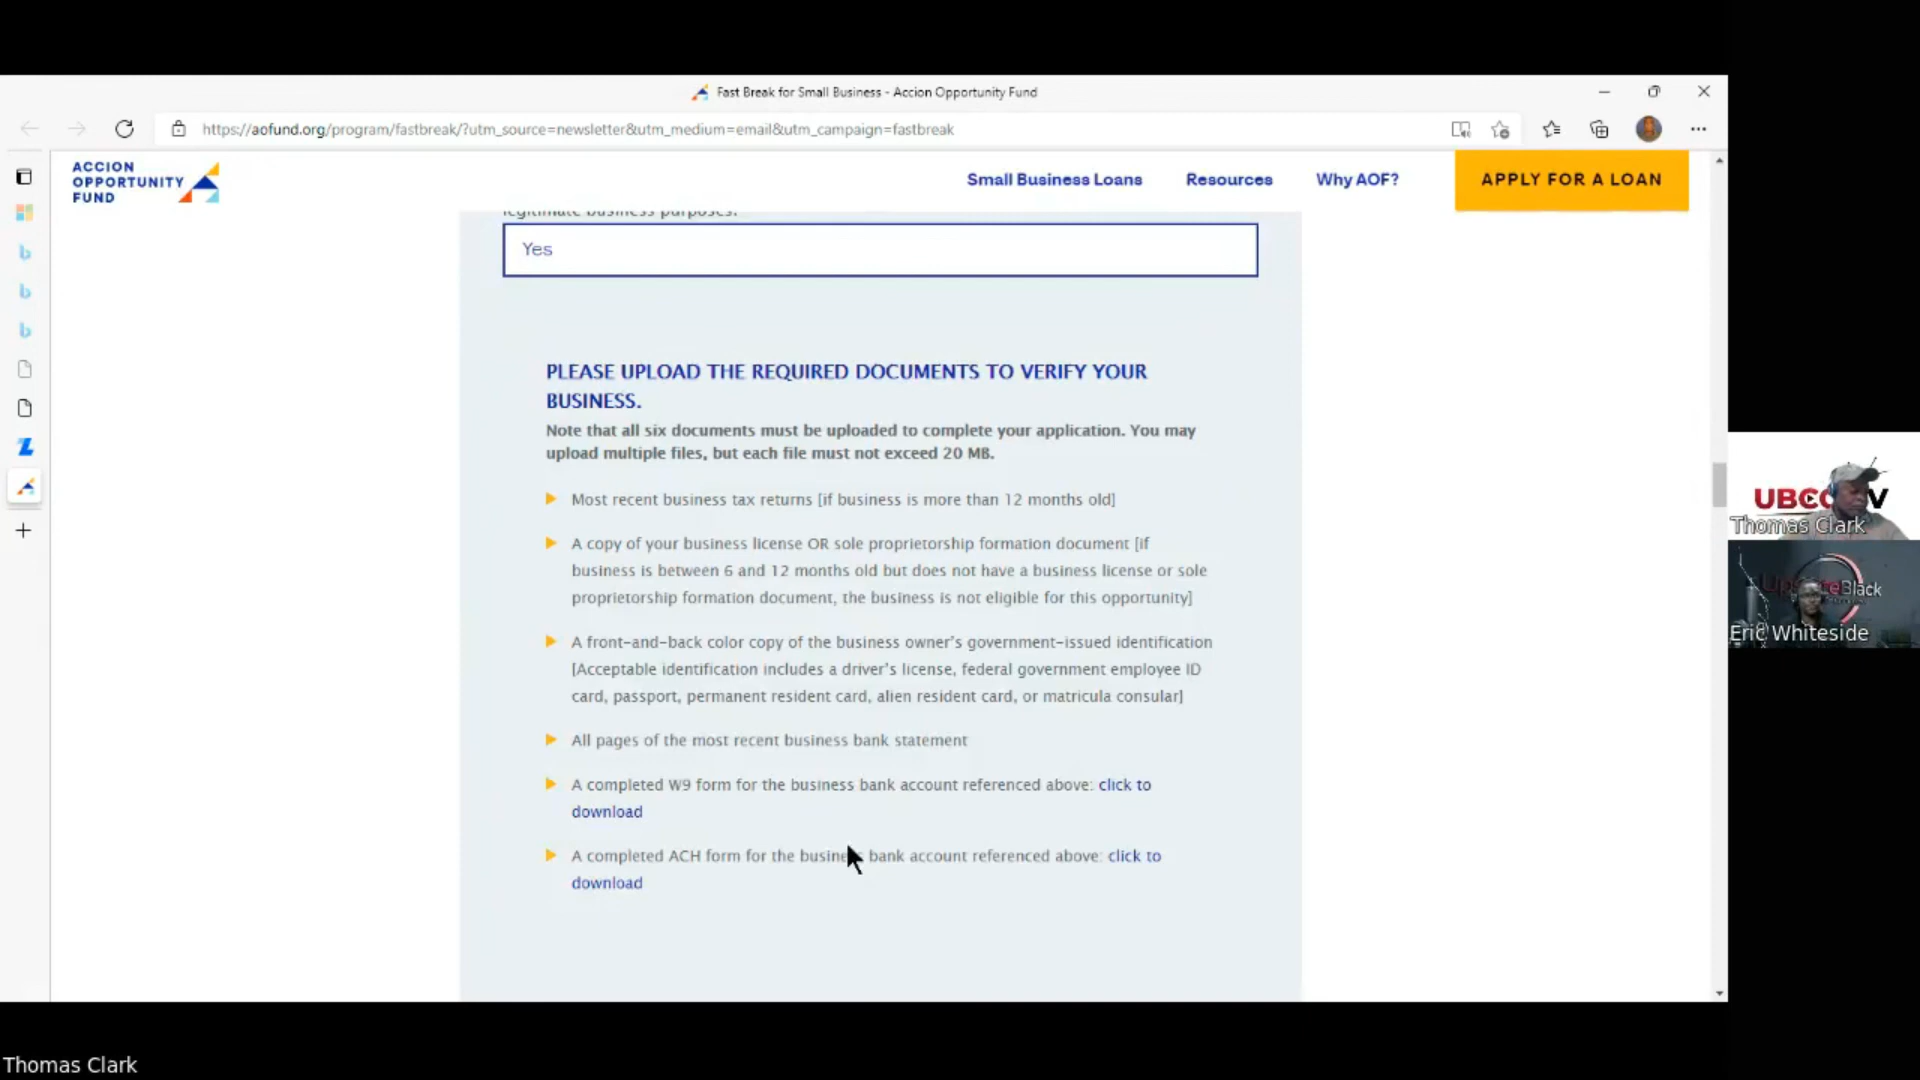 Fast Break for Small Business - Accion Opportunity Fund
https://aofund.org/program/fastbreak/?utm_source=newsletter&utm_medium=email&utm_campaign=fastbreak
ACCION
OPPORTUNITY
FUND
Small Business Loans
Resources
Why AOF?
APPLY FOR A LOAN
legitimate business purposes.
Yes
PLEASE UPLOAD THE REQUIRED DOCUMENTS TO VERIFY YOUR
BUSINESS.
Note that all six documents must be uploaded to complete your application. You may
upload multiple files, but each file must not exceed 20 MB.
Most recent business tax returns [if business is more than 12 months old]
A copy of your business license OR sole proprietorship formation document [if
business is between 6 and 12 months old but does not have a business license or sole
proprietorship formation document, the business is not eligible for this opportunity]
A front-and-back color copy of the business owner's government-issued identification
[Acceptable identification includes a driver's license, federal government employee ID
card, passport, permanent resident card, alien resident card, or matricula consular]
All pages of the most recent business bank statement
A completed W9 form for the business bank account referenced above: click to
download
A completed ACH form for the business bank account referenced above: click to
download
Thomas Clark
Black
Eric Whiteside
Thomas Clark